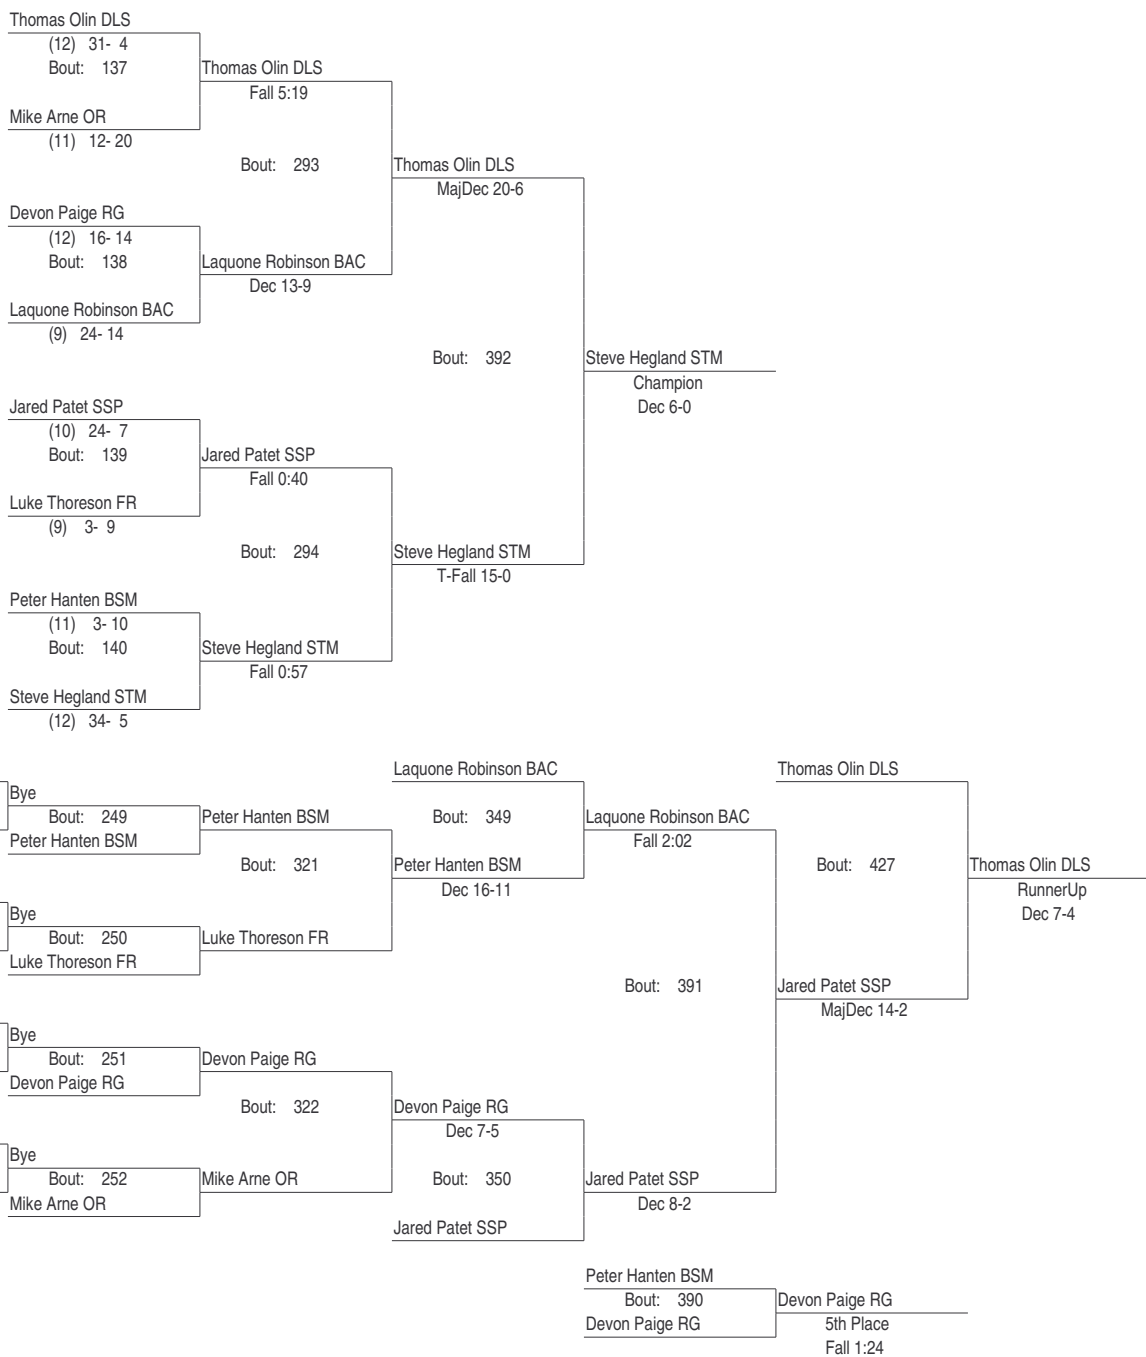 Thomas Olin DLS
(12) 31- 4
Bout: 137
Thomas Olin DLS
Fall 5:19
Mike Arne OR
(11) 12- 20
Bout: 293
Thomas Olin DLS
MajDec 20-6
Devon Paige RG
(12) 16- 14
Bout: 138
Laquone Robinson BAC
Dec 13-9
Laquone Robinson BAC
(9) 24- 14
Bout: 392
Steve Hegland STM
Champion
Dec 6-0
Jared Patet SSP
(10) 24- 7
Bout: 139
Jared Patet SSP
Fall 0:40
Luke Thoreson FR
(9) 3- 9
Bout: 294
Steve Hegland STM
T-Fall 15-0
Peter Hanten BSM
(11) 3- 10
Bout: 140
Steve Hegland STM
Fall 0:57
Steve Hegland STM
(12) 34- 5
Laquone Robinson BAC
Thomas Olin DLS
Bye
Bout: 249
Peter Hanten BSM
Bout: 349
Laquone Robinson BAC
Fall 2:02
Peter Hanten BSM
Bout: 321
Peter Hanten BSM
Dec 16-11
Bout: 427
Thomas Olin DLS
RunnerUp
Dec 7-4
Bye
Bout: 250
Luke Thoreson FR
Luke Thoreson FR
Bout: 391
Jared Patet SSP
MajDec 14-2
Bye
Bout: 251
Devon Paige RG
Devon Paige RG
Bout: 322
Devon Paige RG
Dec 7-5
Bye
Bout: 252
Mike Arne OR
Bout: 350
Jared Patet SSP
Dec 8-2
Mike Arne OR
Jared Patet SSP
Peter Hanten BSM
Bout: 390
Devon Paige RG
Devon Paige RG
5th Place
Fall 1:24